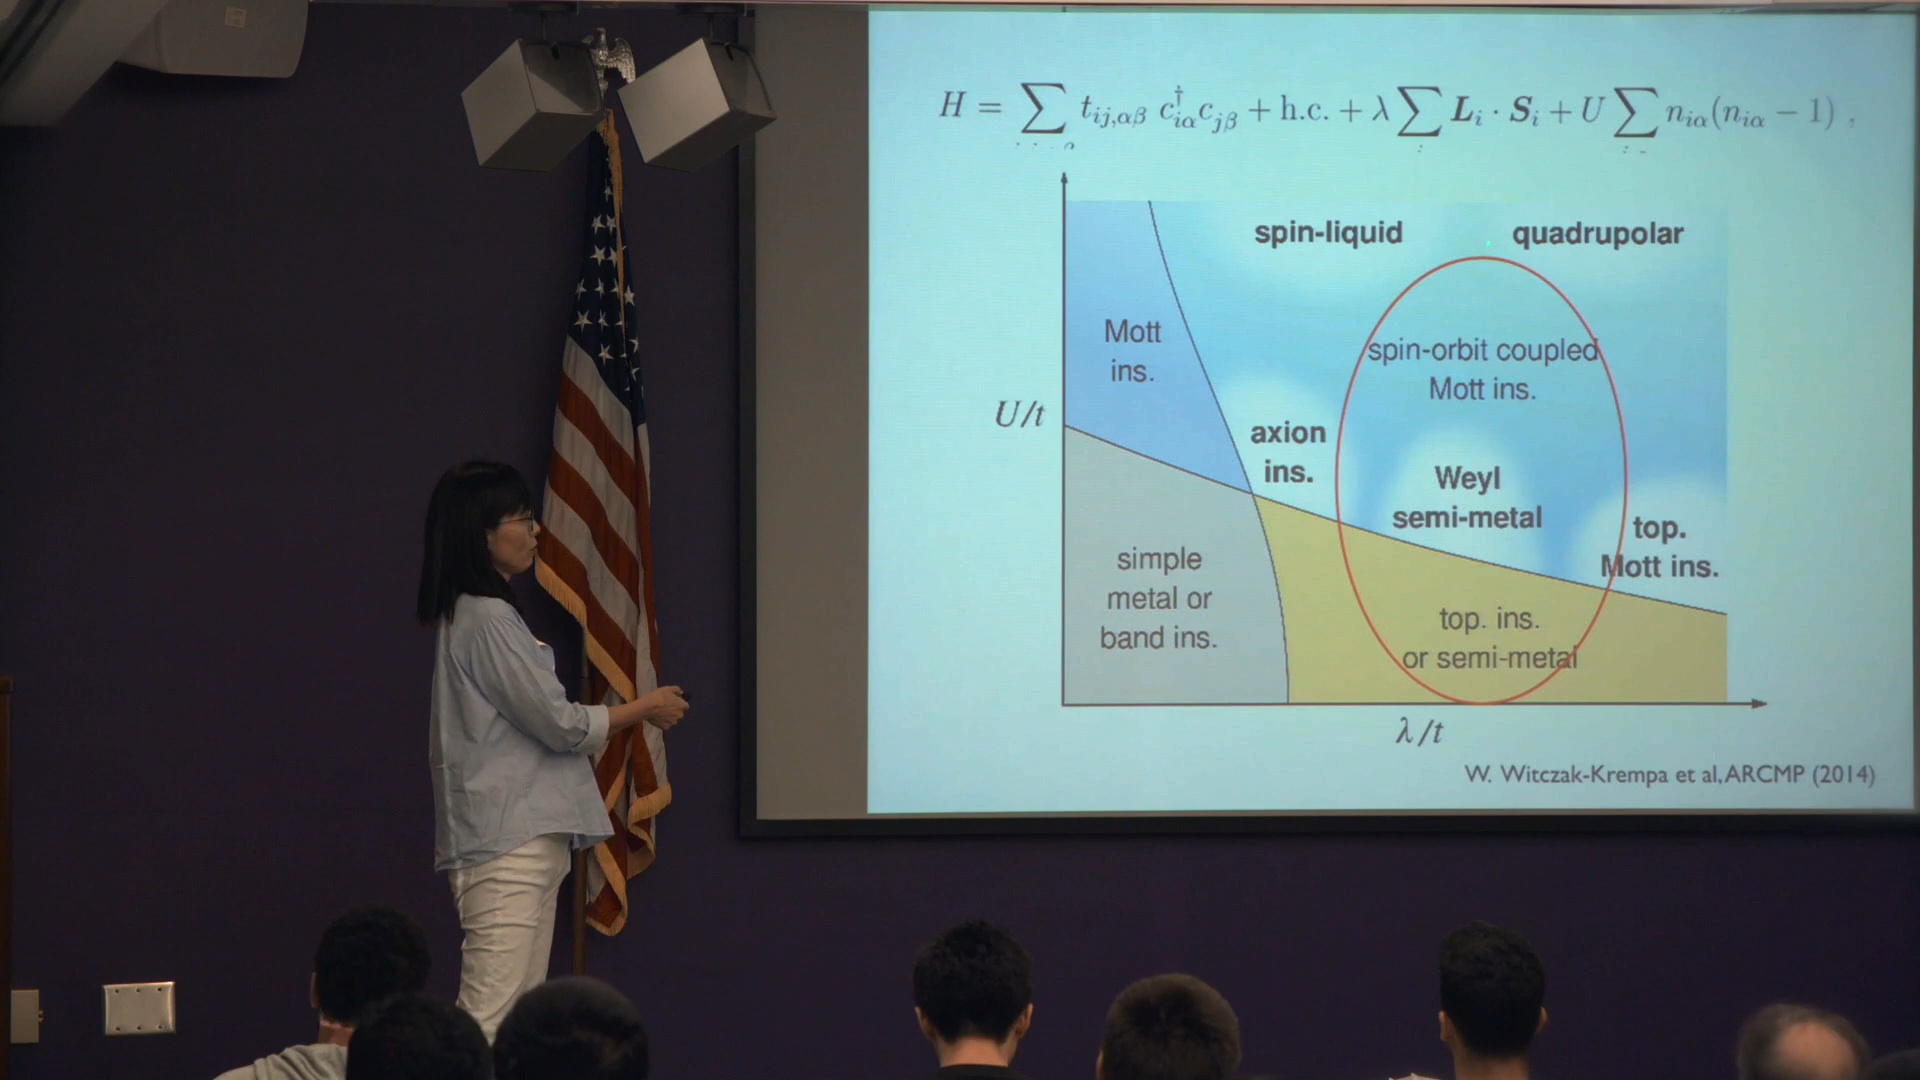 H = ∑ t_{ij,αβ} c†_{iα}c_{jβ} + h.c. + λ ∑ L_i · S_i + U ∑ n_{iα}(n_{iα} − 1) ,
spin-liquid quadrupolar
Mott
ins.
spin-orbit coupled
Mott ins.
U/t
axion
ins.
Weyl
semi-metal
top.
Mott ins.
simple
metal or
band ins.
top. ins.
or semi-metal
λ/t
W. Witczak-Krempa et al, ARCMP (2014)